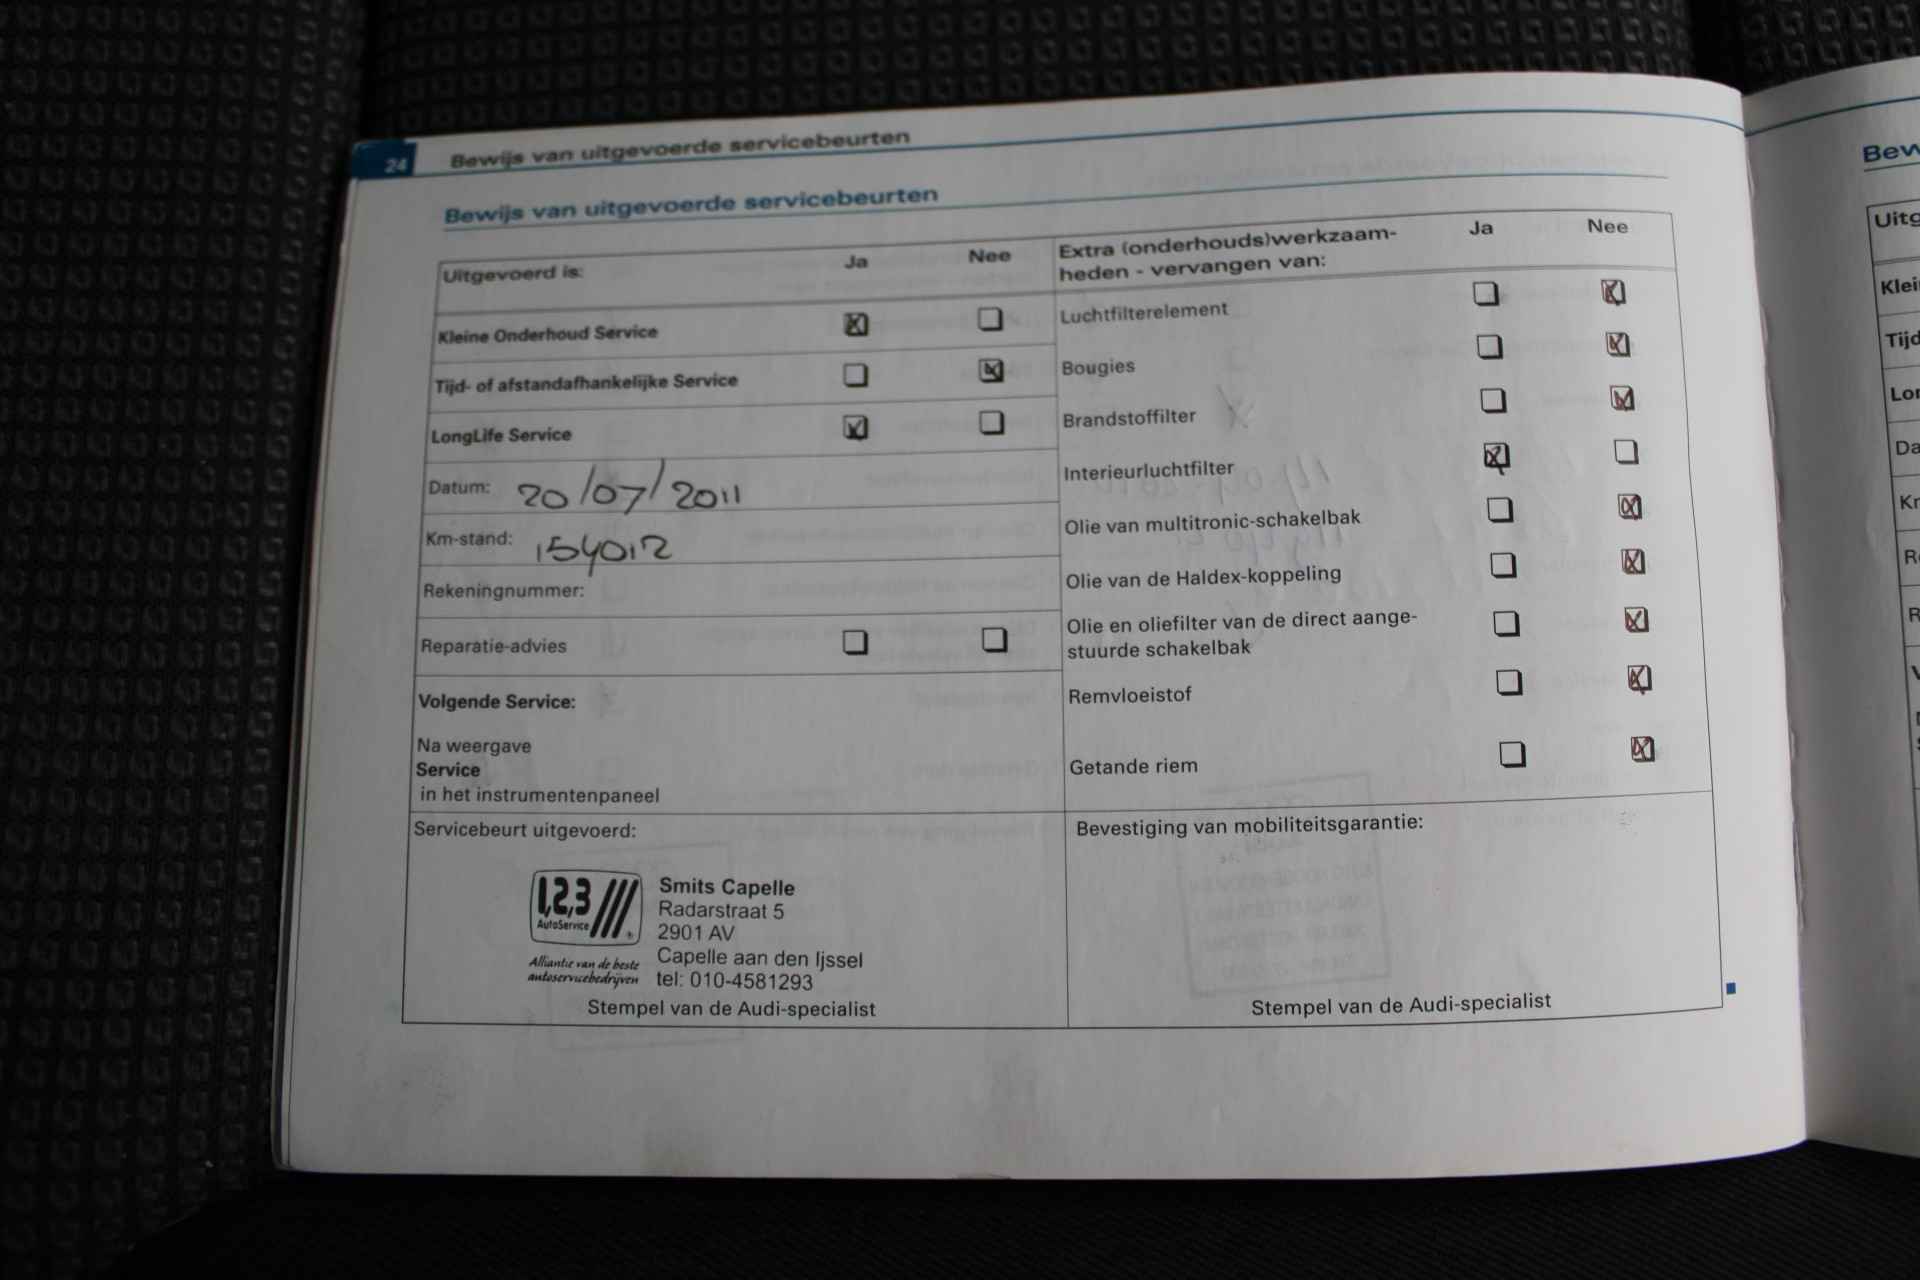 24 Bewijs van uitgevoerde servicebeurten
Bewijs van uitgevoerde servicebeurten
Uitgevoerd is: Ja Nee
Kleine Onderhoud Service
Tijd- of afstandafhankelijke Service
LongLife Service
Datum: 20/07/2011
Km-stand: 154012
Rekeningnummer:
Reparatie-advies
Volgende Service:
Na weergave
Service
in het instrumentenpaneel
Servicebeurt uitgevoerd:
1,2,3
AutoService
Alliantie van de beste
autoservicebedrijven
Smits Capelle
Radarstraat 5
2901 AV
Capelle aan den Ijssel
tel: 010-4581293
Stempel van de Audi-specialist
Extra (onderhouds)werkzaam- Ja Nee
heden - vervangen van:
Luchtfilterelement
Bougies
Brandstoffilter
Interieurluchtfilter
Olie van multitronic-schakelbak
Olie van de Haldex-koppeling
Olie en oliefilter van de direct aange-
stuurde schakelbak
Remvloeistof
Getande riem
Bevestiging van mobiliteitsgarantie:
Stempel van de Audi-specialist